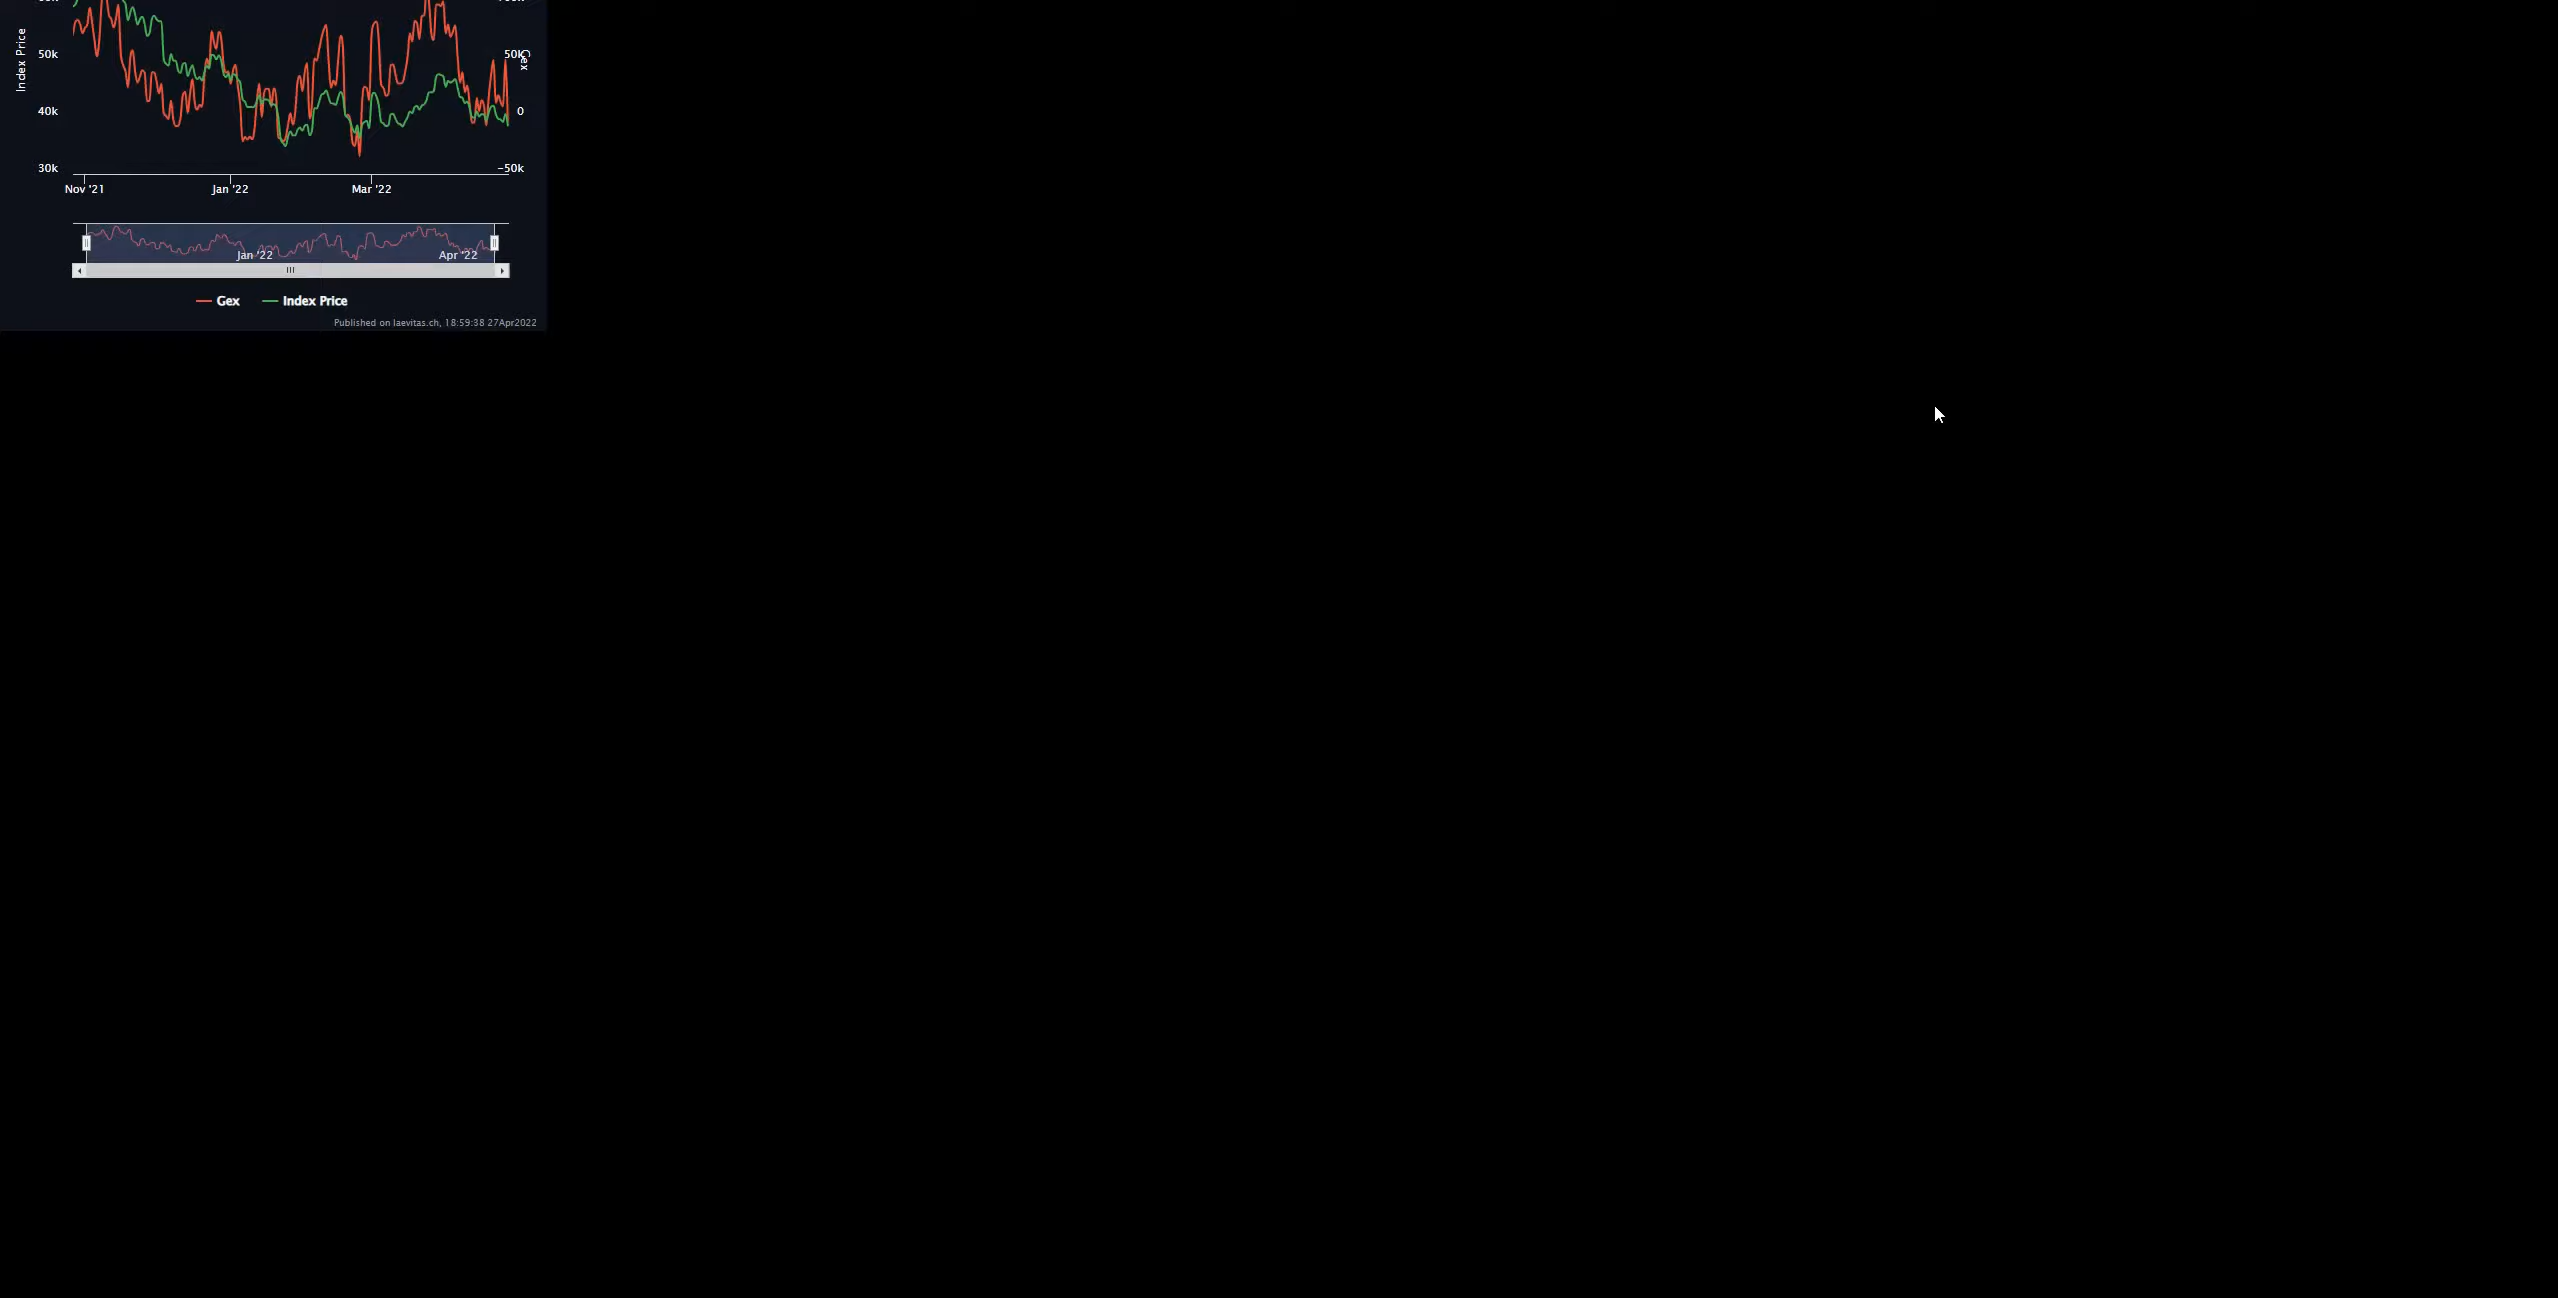 Index Price
50k
40k
30k
50k
Gex
0
−50k
Nov '21 Jan '22 Mar '22
Jan '22 Apr '22
Gex Index Price
Published on laevitas.ch, 18:59:38 27Apr2022